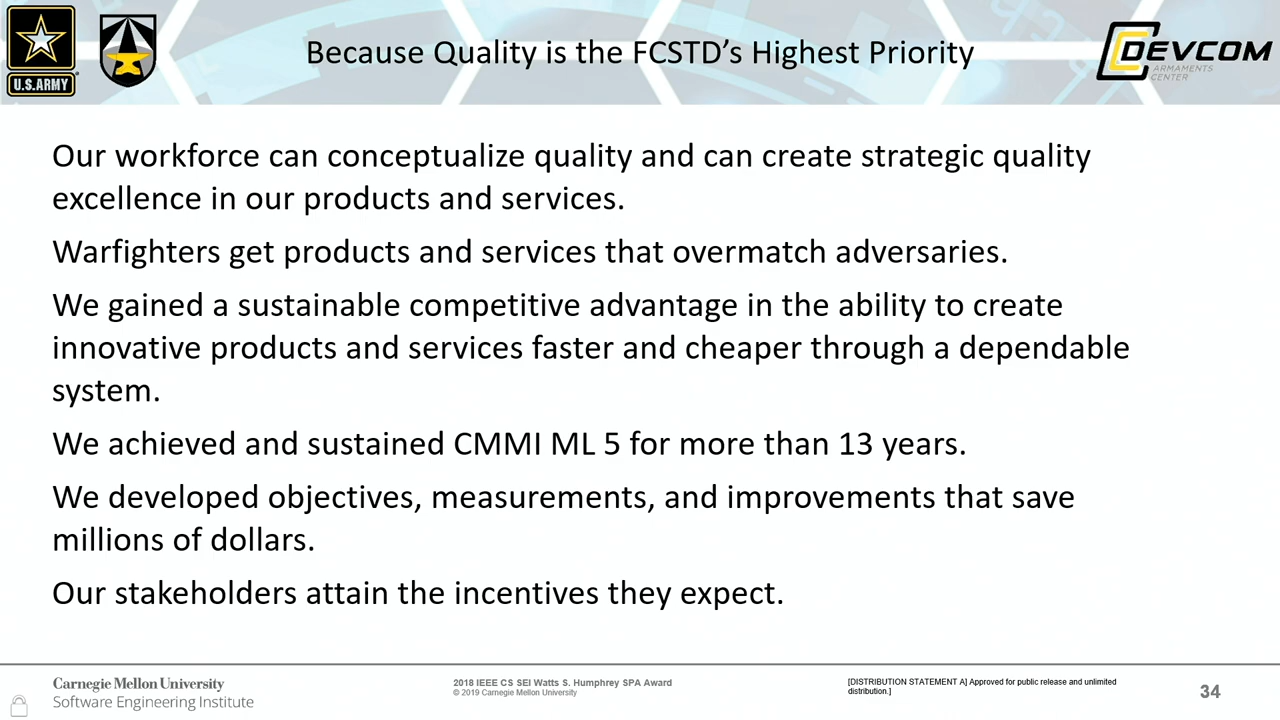 U.S.ARMY
Because Quality is the FCSTD's Highest Priority
DEVCOM
ARMAMENTS
CENTER
Our workforce can conceptualize quality and can create strategic quality
excellence in our products and services.
Warfighters get products and services that overmatch adversaries.
We gained a sustainable competitive advantage in the ability to create
innovative products and services faster and cheaper through a dependable
system.
We achieved and sustained CMMI ML 5 for more than 13 years.
We developed objectives, measurements, and improvements that save
millions of dollars.
Our stakeholders attain the incentives they expect.
Carnegie Mellon University
Software Engineering Institute
2018 IEEE CS SEI Watts S. Humphrey SPA Award
© 2019 Carnegie Mellon University
[DISTRIBUTION STATEMENT A] Approved for public release and unlimited
distribution.]
34